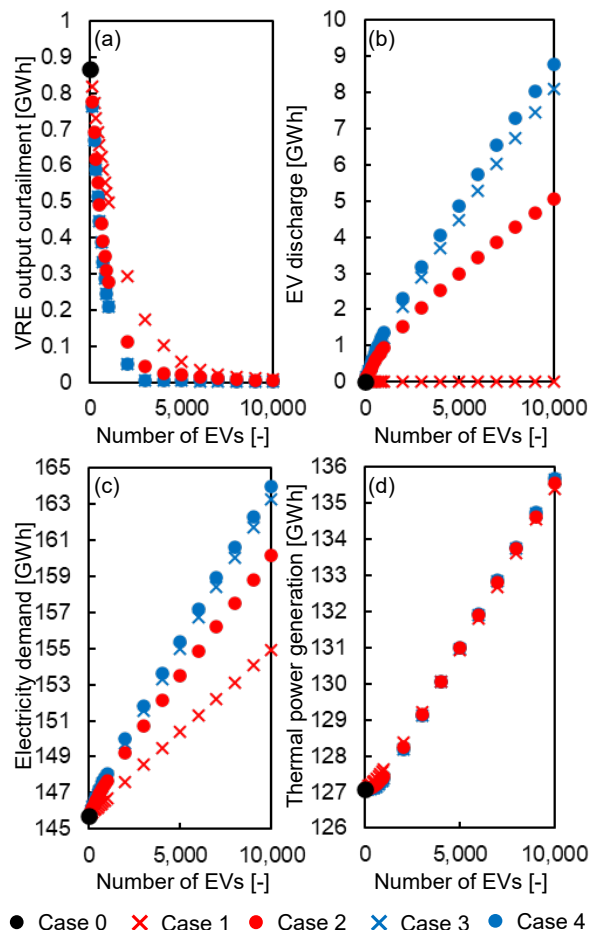 (a)
1
0.9
0.8
0.7
0.6
0.5
0.4
0.3
0.2
0.1
0
VRE output curtallment [GWh]
0 5,000 10,000
Number of EVs [-]
(b)
10
9
8
7
6
5
4
3
2
1
0
EV discharge [GWh]
0 5,000 10,000
Number of EVs [-]
(c)
165
163
161
159
157
155
153
151
149
147
145
Electricity demand [GWh]
0 5,000 10,000
Number of EVs [-]
(d)
136
135
134
133
132
131
130
129
128
127
126
Thermal power generation [GWh]
0 5,000 10,000
Number of EVs [-]
Case 0 Case 1 Case 2 Case 3 Case 4